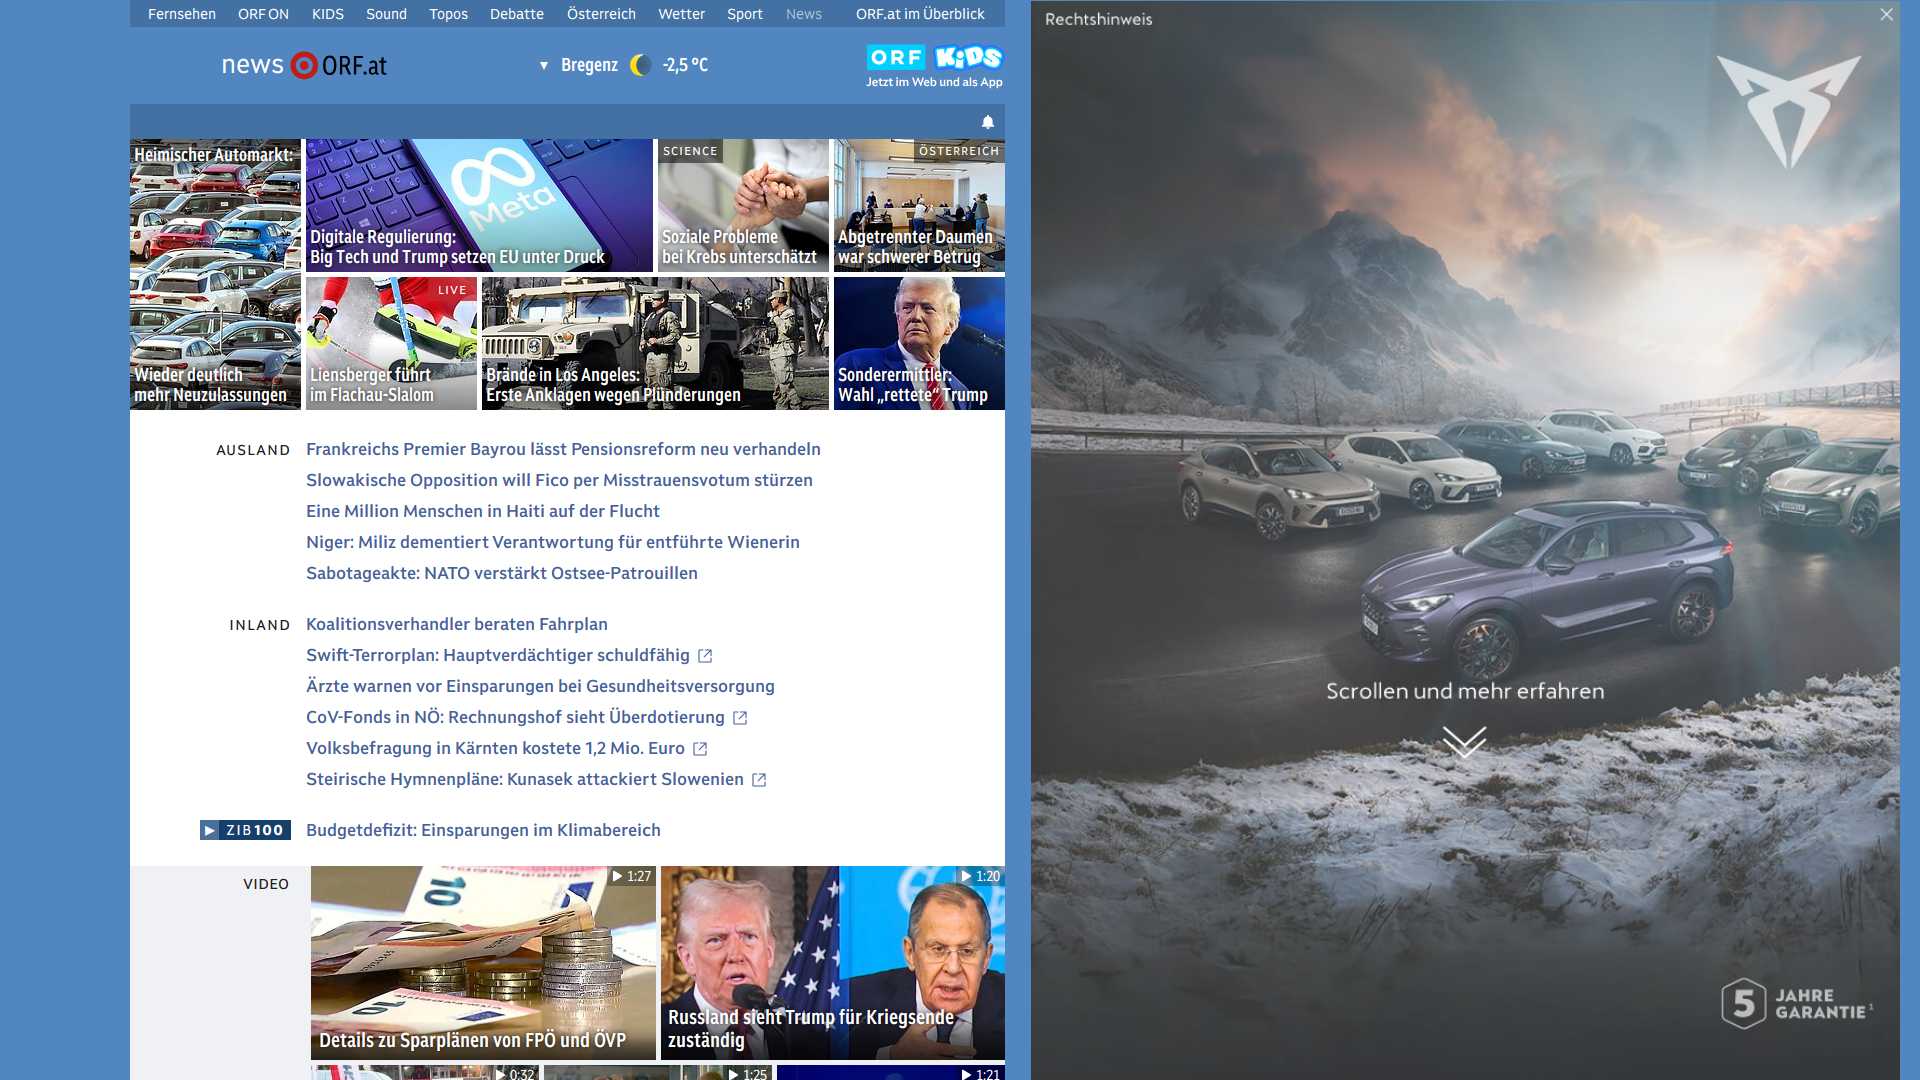 Fernsehen ORF ON KIDS Sound Topos Debatte Österreich Wetter Sport News ORF.at im Überblick
news ORF.at
▼ Bregenz -2,5 °C
ORF KiDS
Jetzt im Web und als App
Heimischer Automarkt:
Wieder deutlich
mehr Neuzulassungen
Meta
Digitale Regulierung:
Big Tech und Trump setzen EU unter Druck
SCIENCE
Soziale Probleme
bei Krebs unterschätzt
ÖSTERREICH
Abgetrennter Daumen
war schwerer Betrug
LIVE
Liensberger führt
im Flachau-Slalom
Brände in Los Angeles:
Erste Anklagen wegen Plünderungen
Sonderermittler:
Wahl „rettete“ Trump
AUSLAND
Frankreichs Premier Bayrou lässt Pensionsreform neu verhandeln
Slowakische Opposition will Fico per Misstrauensvotum stürzen
Eine Million Menschen in Haiti auf der Flucht
Niger: Miliz dementiert Verantwortung für entführte Wienerin
Sabotageakte: NATO verstärkt Ostsee-Patrouillen
INLAND
Koalitionsverhandler beraten Fahrplan
Swift-Terrorplan: Hauptverdächtiger schuldfähig
Ärzte warnen vor Einsparungen bei Gesundheitsversorgung
CoV-Fonds in NÖ: Rechnungshof sieht Überdotierung
Volksbefragung in Kärnten kostete 1,2 Mio. Euro
Steirische Hymnenpläne: Kunasek attackiert Slowenien
ZIB100
Budgetdefizit: Einsparungen im Klimabereich
VIDEO
1:27
10
10
Details zu Sparplänen von FPÖ und ÖVP
1:20
Russland sieht Trump für Kriegsende
zuständig
0:32
1:25
1:21
Rechtshinweis
Scrollen und mehr erfahren
5 JAHRE
GARANTIE¹